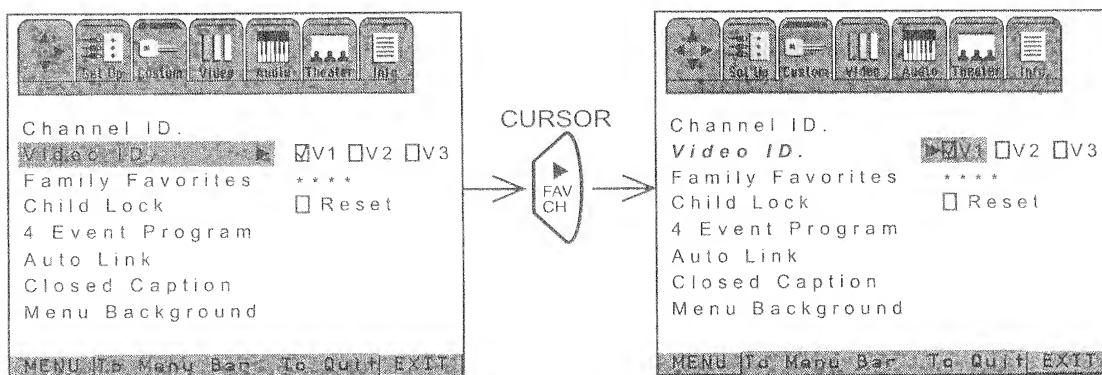 Set Up Custom Video Audio Theater Info
Channel ID.
Video ID. ☑V1 ☐V2 ☐V3
Family Favorites ****
Child Lock ☐ Reset
4 Event Program
Auto Link
Closed Caption
Menu Background
MENU To Menu Bar To Quit EXIT
CURSOR
FAV
CH
Set Up Custom Video Audio Theater Info
Channel ID.
Video ID. ☑V1 ☐V2 ☐V3
Family Favorites ****
Child Lock ☐ Reset
4 Event Program
Auto Link
Closed Caption
Menu Background
MENU To Menu Bar To Quit EXIT